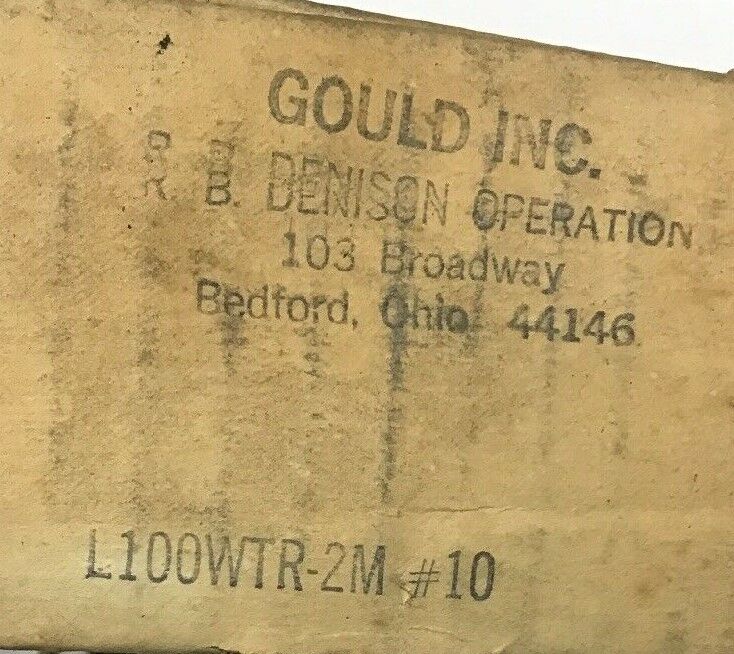 GOULD INC.
R. B. DENISON OPERATION
103 Broadway
Bedford, Ohio 44146
L100WTR-2M #10